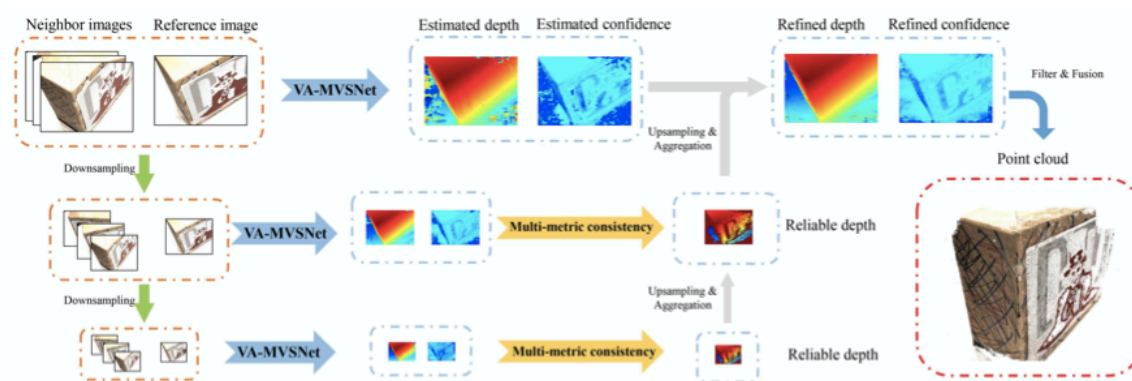 Neighbor images
Reference image
Estimated depth
Estimated confidence
Refined depth
Refined confidence
VA-MVSNet
Filter & Fusion
Upsampling &
Aggregation
Downsampling
Point cloud
VA-MVSNet
Multi-metric consistency
Reliable depth
Downsampling
Upsampling &
Aggregation
VA-MVSNet
Multi-metric consistency
Reliable depth